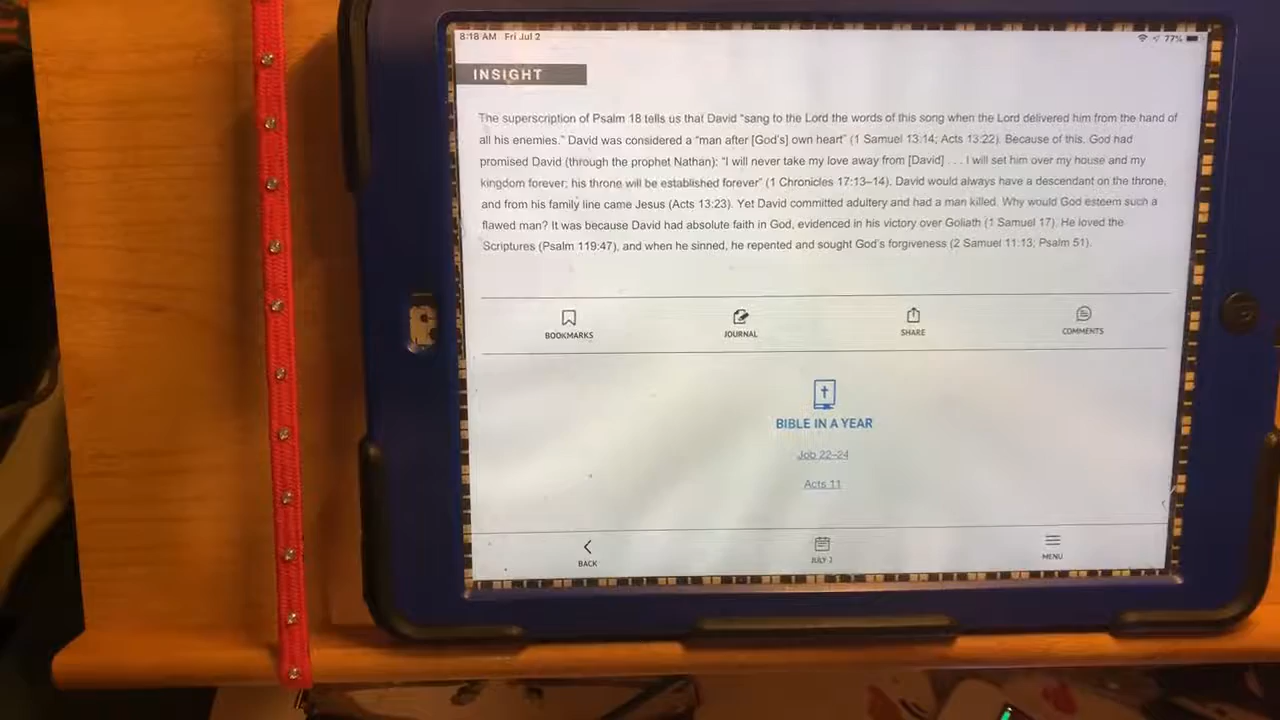 8:18 AM Fri Jul 2
77%
INSIGHT
The superscription of Psalm 18 tells us that David “sang to the Lord the words of this song when the Lord delivered him from the hand of
all his enemies.” David was considered a “man after [God’s] own heart” (1 Samuel 13:14; Acts 13:22). Because of this, God had
promised David (through the prophet Nathan): “I will never take my love away from [David] . . . I will set him over my house and my
kingdom forever; his throne will be established forever” (1 Chronicles 17:13–14). David would always have a descendant on the throne,
and from his family line came Jesus (Acts 13:23). Yet David committed adultery and had a man killed. Why would God esteem such a
flawed man? It was because David had absolute faith in God, evidenced in his victory over Goliath (1 Samuel 17). He loved the
Scriptures (Psalm 119:47), and when he sinned, he repented and sought God’s forgiveness (2 Samuel 11:13; Psalm 51).
BOOKMARKS JOURNAL SHARE COMMENTS
BIBLE IN A YEAR
Job 22–24
Acts 11
BACK JULY 2 MENU